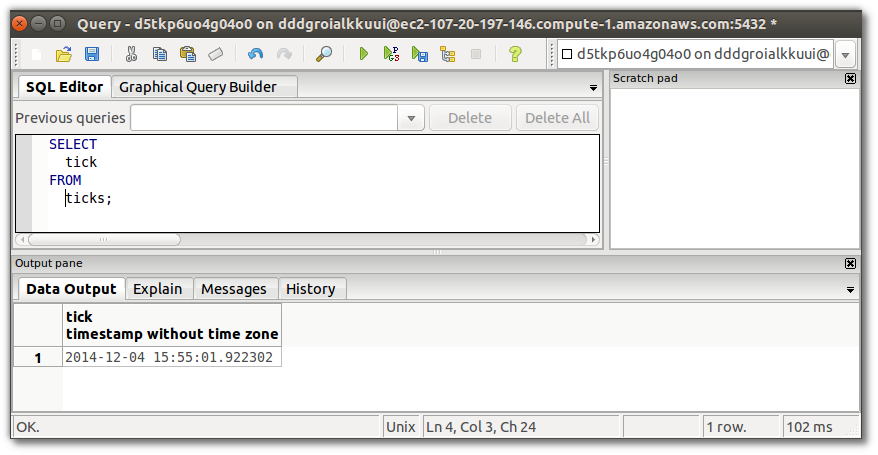 Query - d5tkp6uo4g04o0 on dddgroialkkuui@ec2-107-20-197-146.compute-1.amazonaws.com:5432 *
d5tkp6uo4g04o0 on dddgroialkkuui@
SQL Editor Graphical Query Builder
Scratch pad
Previous queries Delete Delete All
SELECT
tick
FROM
ticks;
Output pane
Data Output Explain Messages History
tick
timestamp without time zone
1 2014-12-04 15:55:01.922302
OK. Unix Ln 4, Col 3, Ch 24 1 row. 102 ms